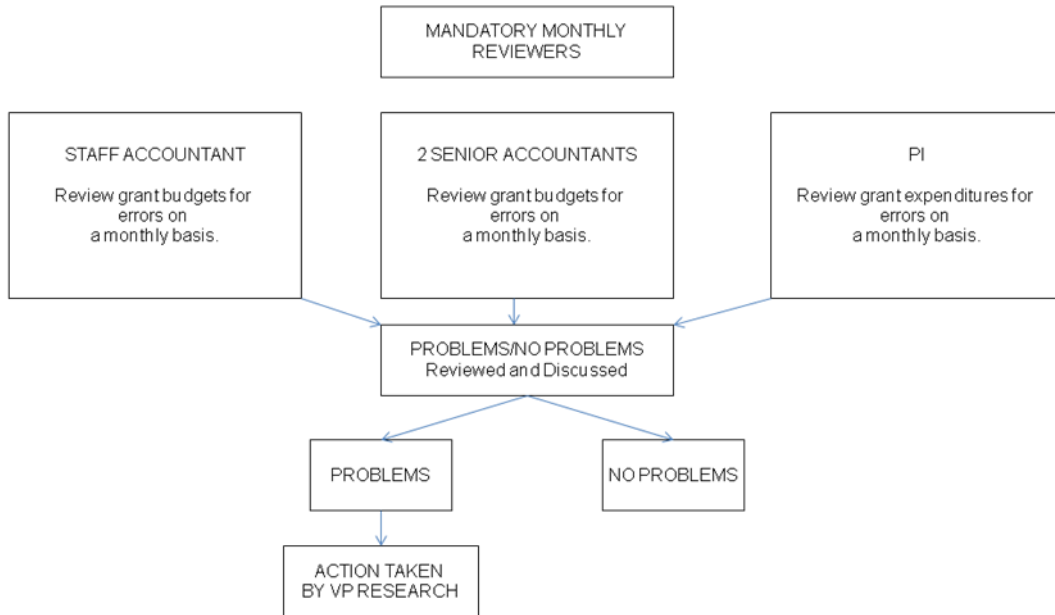 MANDATORY MONTHLY
REVIEWERS
STAFF ACCOUNTANT
Review grant budgets for
errors on
a monthly basis.
2 SENIOR ACCOUNTANTS
Review grant budgets for
errors on
a monthly basis.
PI
Review grant expenditures for
errors on
a monthly basis.
PROBLEMS/NO PROBLEMS
Reviewed and Discussed
PROBLEMS
NO PROBLEMS
ACTION TAKEN
BY VP RESEARCH